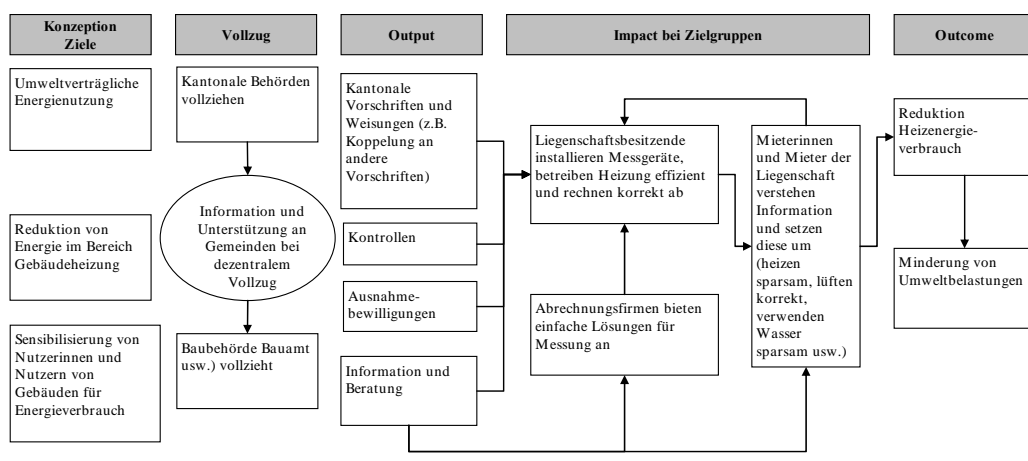 Konzeption
Ziele
Vollzug
Output
Impact bei Zielgruppen
Outcome
Umweltverträgliche
Energienutzung
Reduktion von
Energie im Bereich
Gebäudeheizung
Sensibilisierung von
Nutzerinnen und
Nutzern von
Gebäuden für
Energieverbrauch
Kantonale Behörden
vollziehen
Information und
Unterstützung an
Gemeinden bei
dezentralem
Vollzug
Baubehörde Bauamt
usw.) vollzieht
Kantonale
Vorschriften und
Weisungen (z.B.
Koppelung an
andere
Vorschriften)
Kontrollen
Ausnahme-
bewilligungen
Information und
Beratung
Liegenschaftsbesitzende
installieren Messgeräte,
betreiben Heizung effizient
und rechnen korrekt ab
Abrechnungsfirmen bieten
einfache Lösungen für
Messung an
Mieterinnen
und Mieter der
Liegenschaft
verstehen
Information
und setzen
diese um
(heizen
sparsam, lüften
korrekt,
verwenden
Wasser
sparsam usw.)
Reduktion
Heizenergie-
verbrauch
Minderung von
Umweltbelastungen